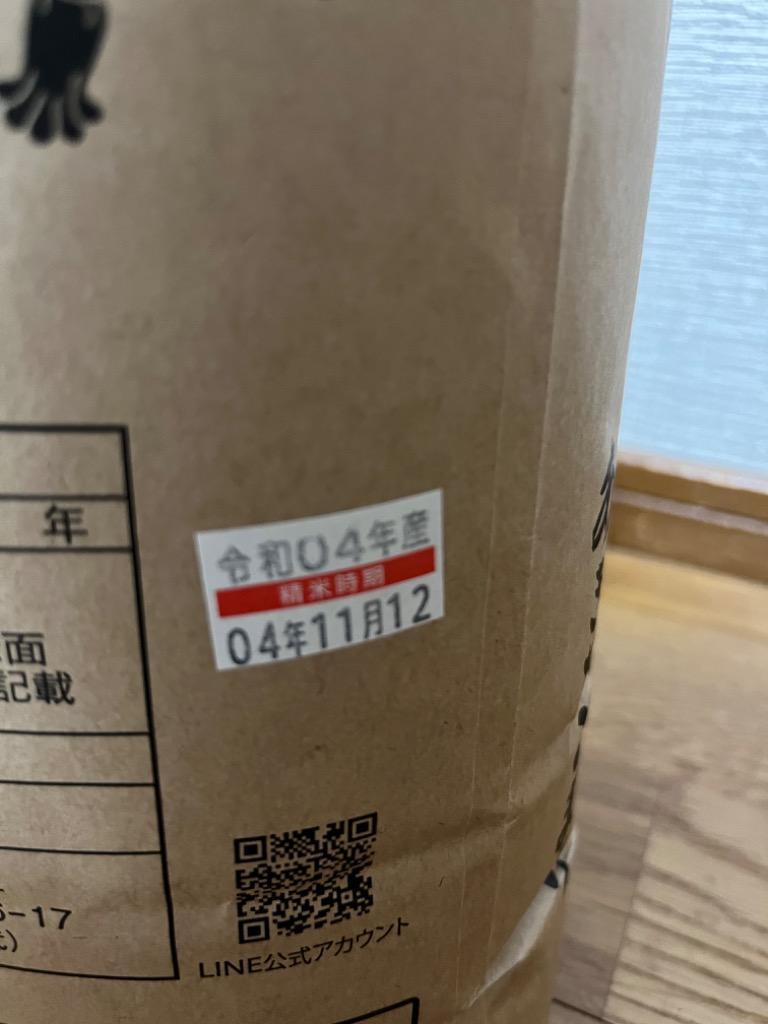 年
令和04年産
精米時期
04年11月12
面
記載
-17
LINE公式アカウント